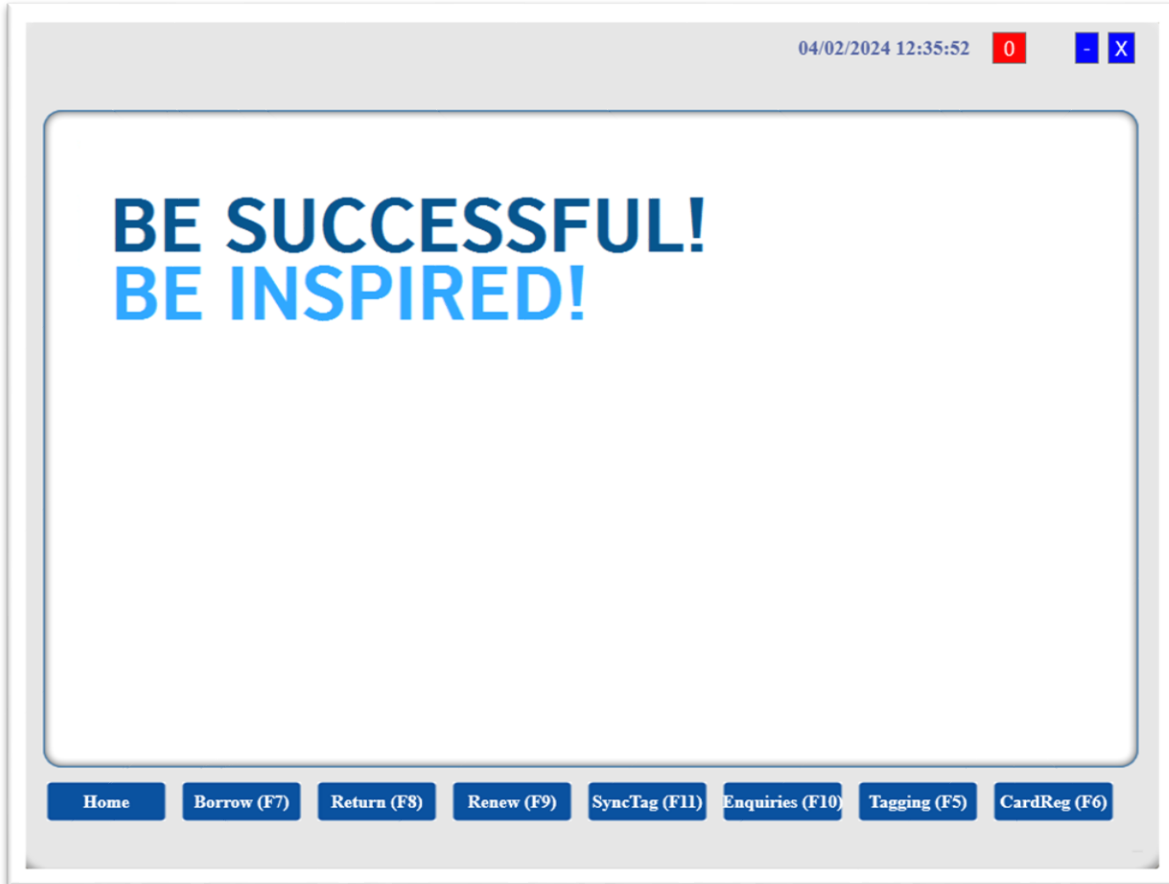 04/02/2024 12:35:52 0 - X
BE SUCCESSFUL!
BE INSPIRED!
Home Borrow (F7) Return (F8) Renew (F9) SyncTag (F11) Enquiries (F10) Tagging (F5) CardReg (F6)